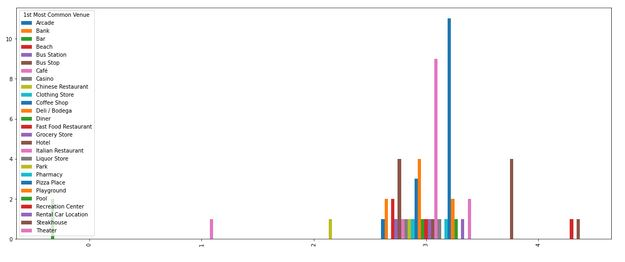 1st Most Common Venue
Arcade
Bank
Bar
Beach
Bus Station
Bus Stop
Café
Casino
Chinese Restaurant
Clothing Store
Coffee Shop
Deli / Bodega
Diner
Fast Food Restaurant
Grocery Store
Hotel
Italian Restaurant
Liquor Store
Park
Pharmacy
Pizza Place
Playground
Pool
Recreation Center
Rental Car Location
Steakhouse
Theater
10
8
6
4
2
0
0
1
2
3
4